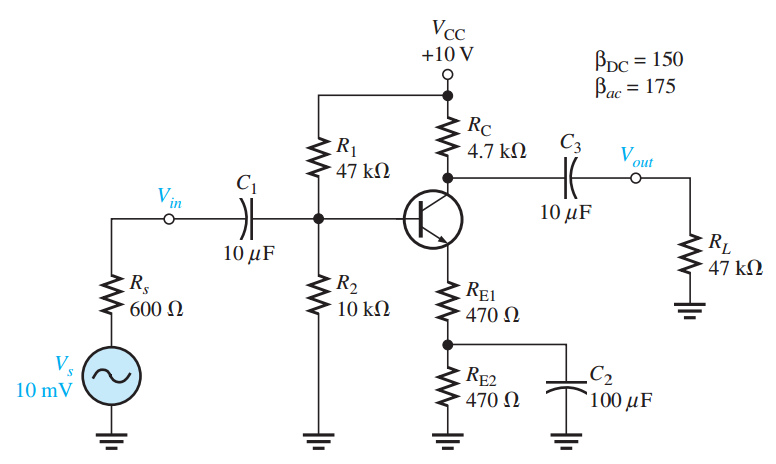 V_CC
+10 V
β_DC = 150
β_ac = 175
R_C
4.7 kΩ
C_3
V_out
R_1
47 kΩ
C_1
V_in
10 μF
10 μF
R_L
47 kΩ
R_s
600 Ω
R_2
10 kΩ
R_E1
470 Ω
V_s
10 mV
R_E2
470 Ω
C_2
100 μF